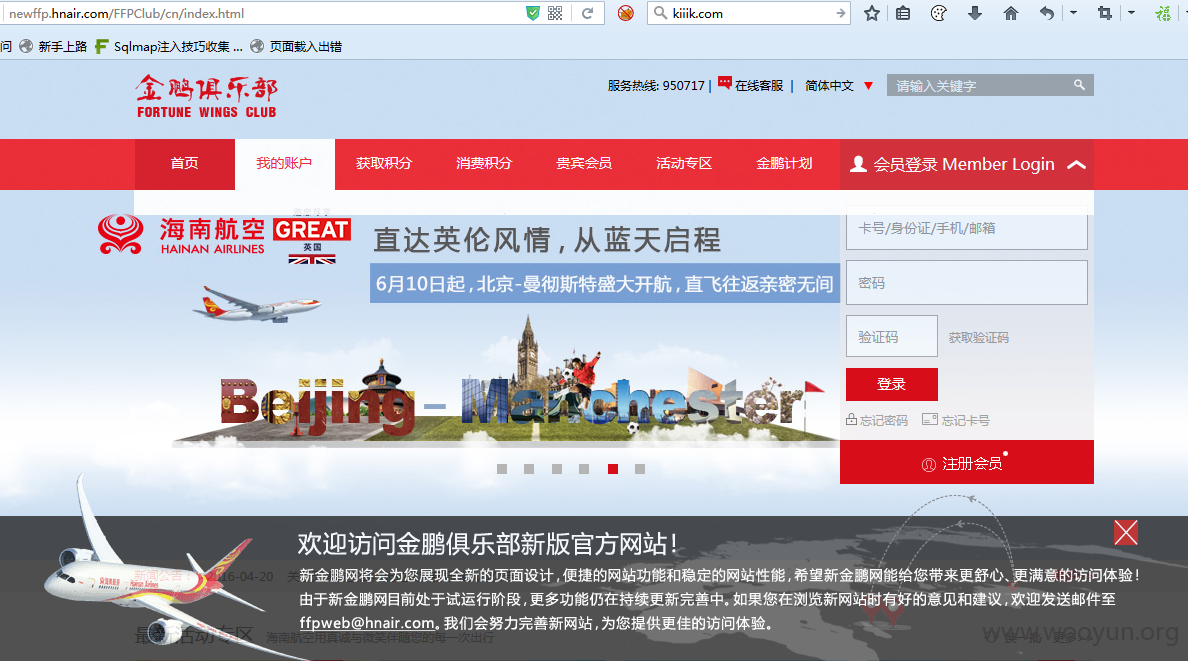 newffp.hnair.com/FFPClub/cn/index.html
kiiik.com
问 新手上路 Sqlmap注入技巧收集 ... 页面载入出错
金鹏俱乐部
FORTUNE WINGS CLUB
服务热线: 950717 | 在线客服 | 简体中文 ▼ 请输入关键字
首页 我的账户 获取积分 消费积分 贵宾会员 活动专区 金鹏计划 会员登录 Member Login
海南航空
HAINAN AIRLINES
GREAT
英国
直达英伦风情,从蓝天启程
6月10日起,北京-曼彻斯特盛大开航,直飞往返亲密无间
Beijing – Manchester
卡号/身份证/手机/邮箱
密码
验证码 获取验证码
登录
忘记密码 忘记卡号
注册会员
欢迎访问金鹏俱乐部新版官方网站!
新金鹏网将会为您展现全新的页面设计,便捷的网站功能和稳定的网站性能,希望新金鹏网能给您带来更舒心、更满意的访问体验!
由于新金鹏网目前处于试运行阶段,更多功能仍在持续更新完善中。如果您在浏览新网站时有好的意见和建议,欢迎发送邮件至
ffpweb@hnair.com。我们会努力完善新网站,为您提供更佳的访问体验。
新闻公告 2016-04-20 关
最新活动专区 海南航空用真诚与微笑伴随您的每一次出行
www.wooyun.org